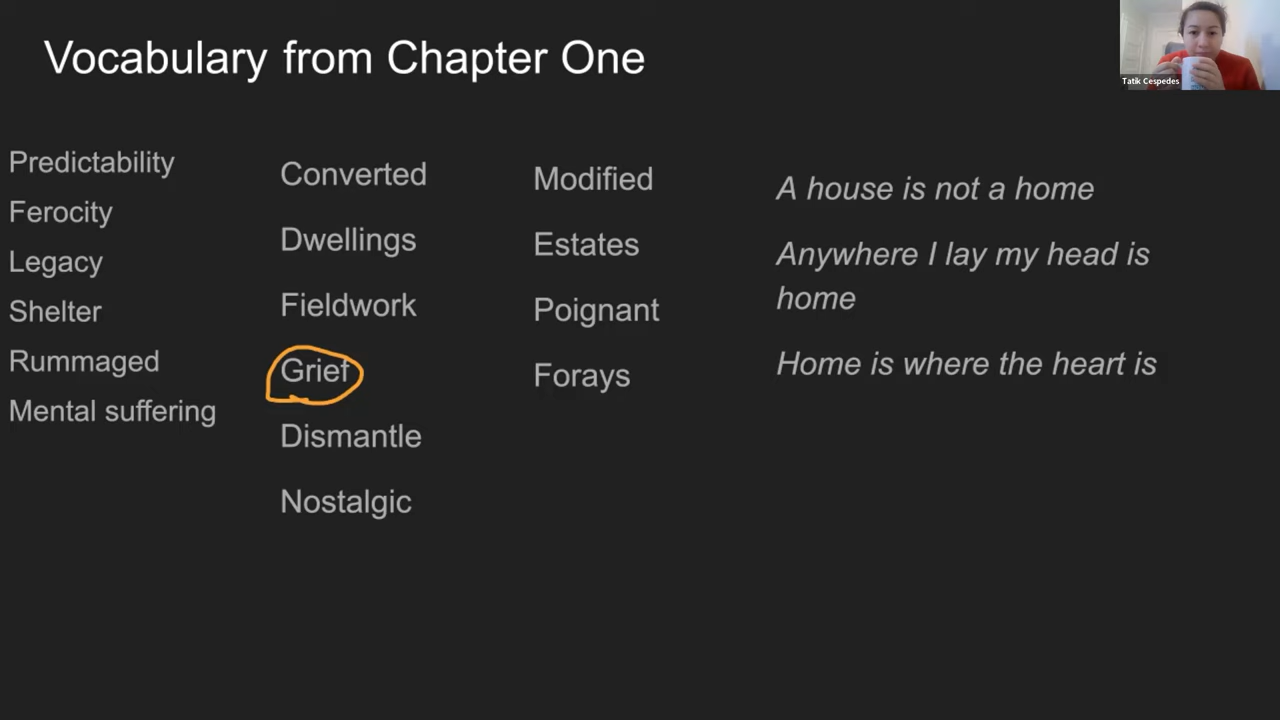 Vocabulary from Chapter One
Tatik Cespedes
Predictability
Ferocity
Legacy
Shelter
Rummaged
Mental suffering
Converted
Dwellings
Fieldwork
Grief
Dismantle
Nostalgic
Modified
Estates
Poignant
Forays
A house is not a home
Anywhere I lay my head is
home
Home is where the heart is